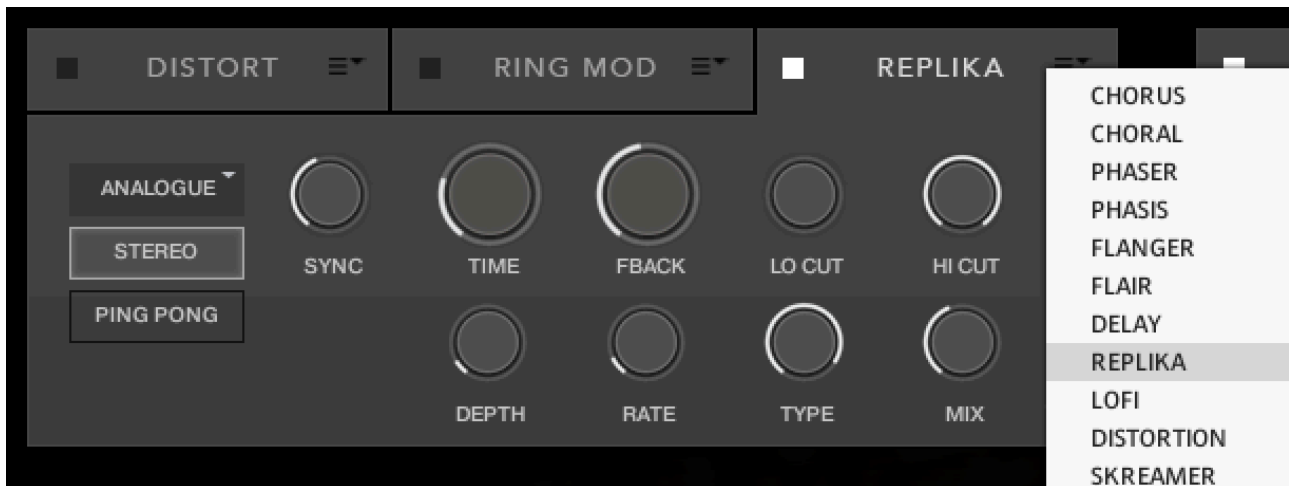 DISTORT
RING MOD
REPLIKA
ANALOGUE
STEREO
PING PONG
SYNC
TIME
FBACK
LO CUT
HI CUT
DEPTH
RATE
TYPE
MIX
CHORUS
CHORAL
PHASER
PHASIS
FLANGER
FLAIR
DELAY
REPLIKA
LOFI
DISTORTION
SKREAMER